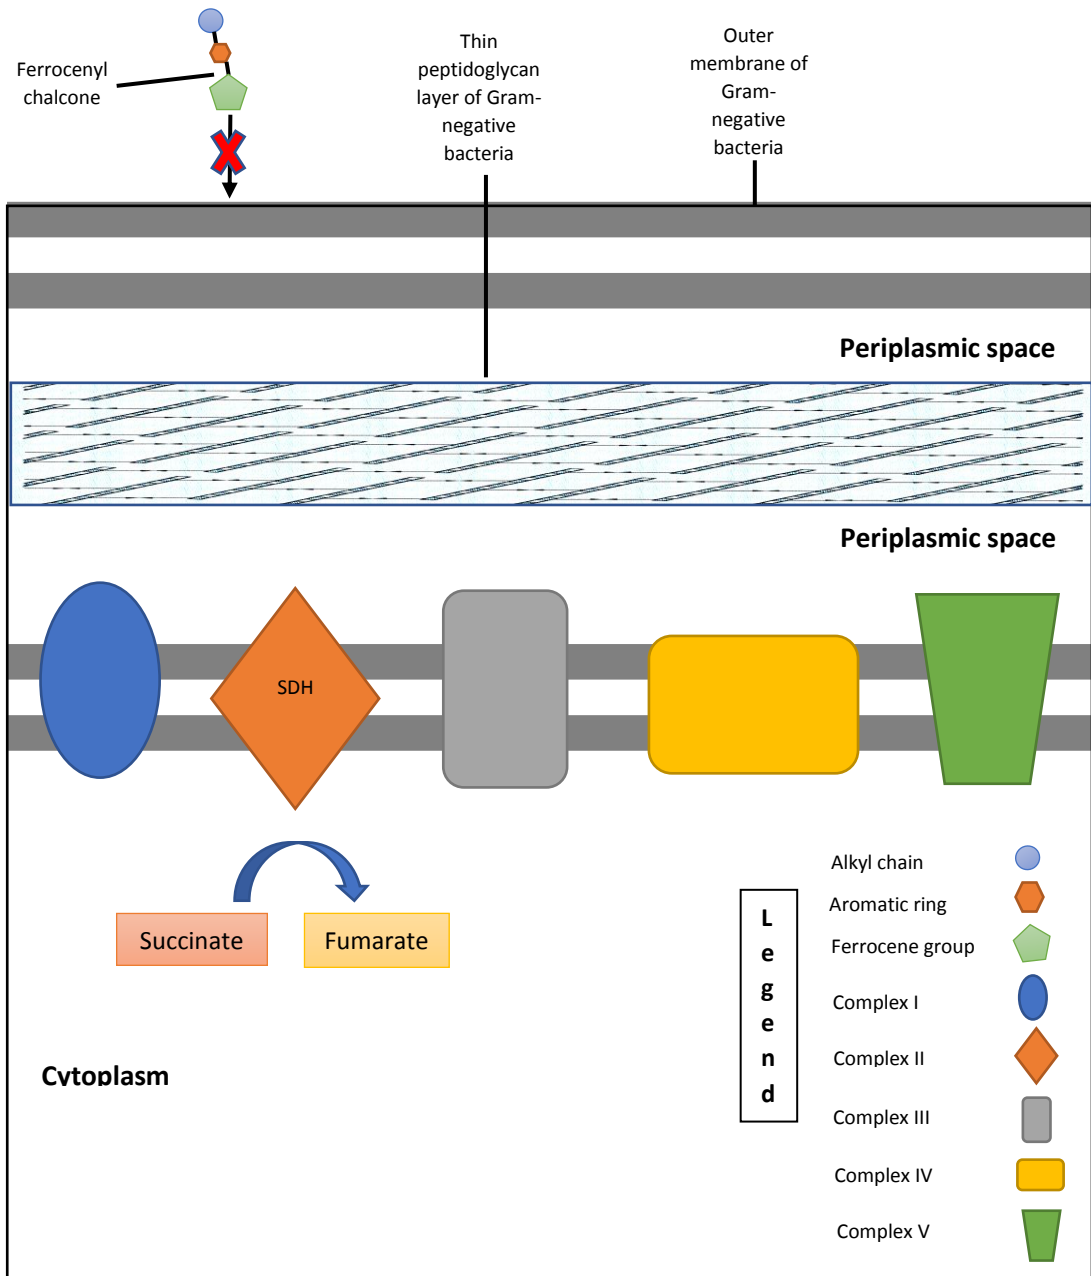 Ferrocenyl
chalcone
Thin
peptidoglycan
layer of Gram-
negative
bacteria
Outer
membrane of
Gram-
negative
bacteria
Periplasmic space
Periplasmic space
SDH
Succinate
Fumarate
Cytoplasm
L
e
g
e
n
d
Alkyl chain
Aromatic ring
Ferrocene group
Complex I
Complex II
Complex III
Complex IV
Complex V